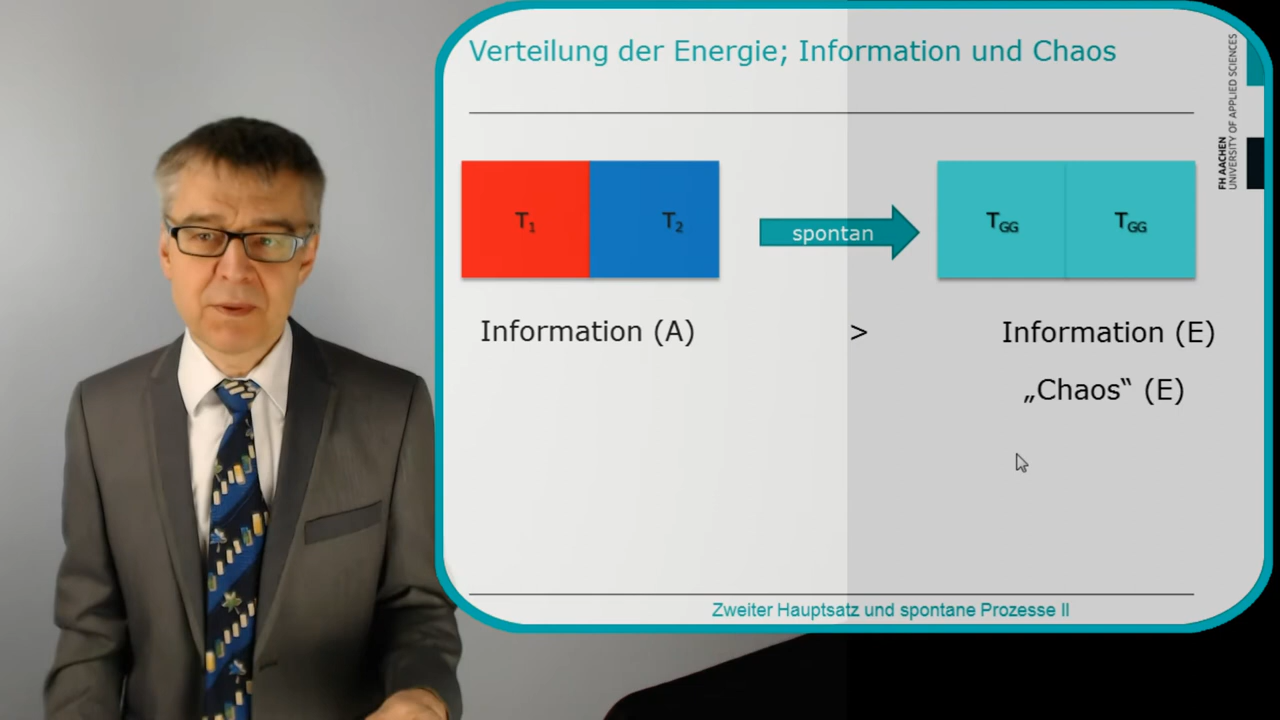 Verteilung der Energie; Information und Chaos
FH AACHEN
UNIVERSITY OF APPLIED SCIENCES
T1 T2 spontan TGG TGG
Information (A) > Information (E)
„Chaos“ (E)
Zweiter Hauptsatz und spontane Prozesse II